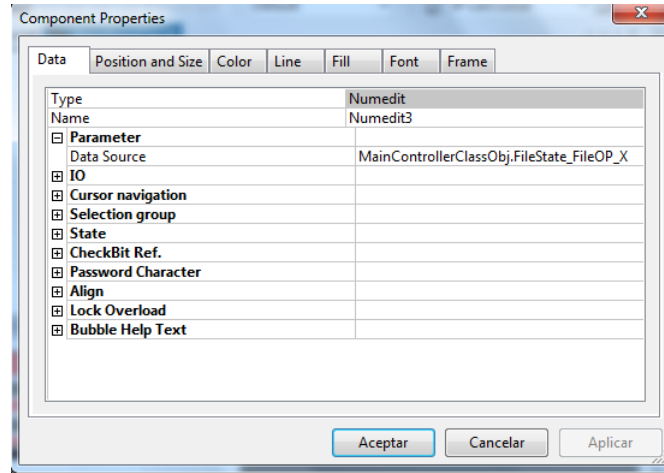 Component Properties
Data Position and Size Color Line Fill Font Frame
Type Numedit
Name Numedit3
Parameter
Data Source MainControllerClassObj.FileState_FileOP_X
IO
Cursor navigation
Selection group
State
CheckBit Ref.
Password Character
Align
Lock Overload
Bubble Help Text
Aceptar Cancelar Aplicar